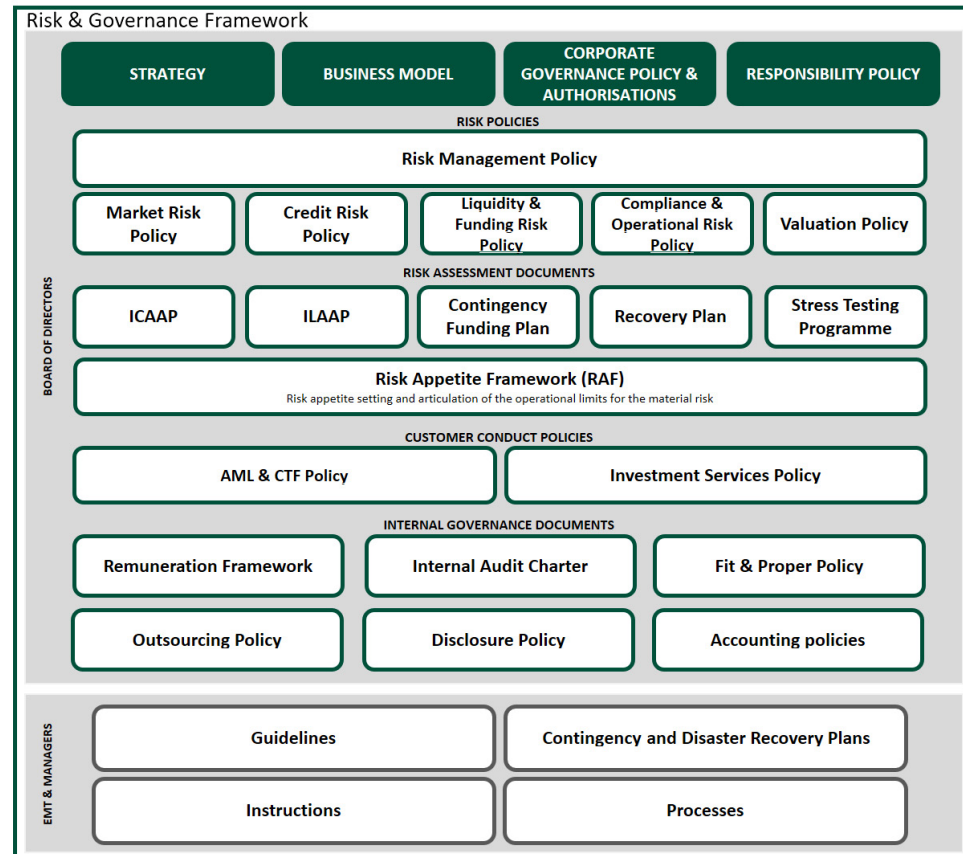 Risk & Governance Framework
STRATEGY
BUSINESS MODEL
CORPORATE
GOVERNANCE POLICY &
AUTHORISATIONS
RESPONSIBILITY POLICY
RISK POLICIES
Risk Management Policy
Market Risk
Policy
Credit Risk
Policy
Liquidity &
Funding Risk
Policy
Compliance &
Operational Risk
Policy
Valuation Policy
RISK ASSESSMENT DOCUMENTS
ICAAP
ILAAP
Contingency
Funding Plan
Recovery Plan
Stress Testing
Programme
BOARD OF DIRECTORS
Risk Appetite Framework (RAF)
Risk appetite setting and articulation of the operational limits for the material risk
CUSTOMER CONDUCT POLICIES
AML & CTF Policy
Investment Services Policy
INTERNAL GOVERNANCE DOCUMENTS
Remuneration Framework
Internal Audit Charter
Fit & Proper Policy
Outsourcing Policy
Disclosure Policy
Accounting policies
EMT & MANAGERS
Guidelines
Contingency and Disaster Recovery Plans
Instructions
Processes